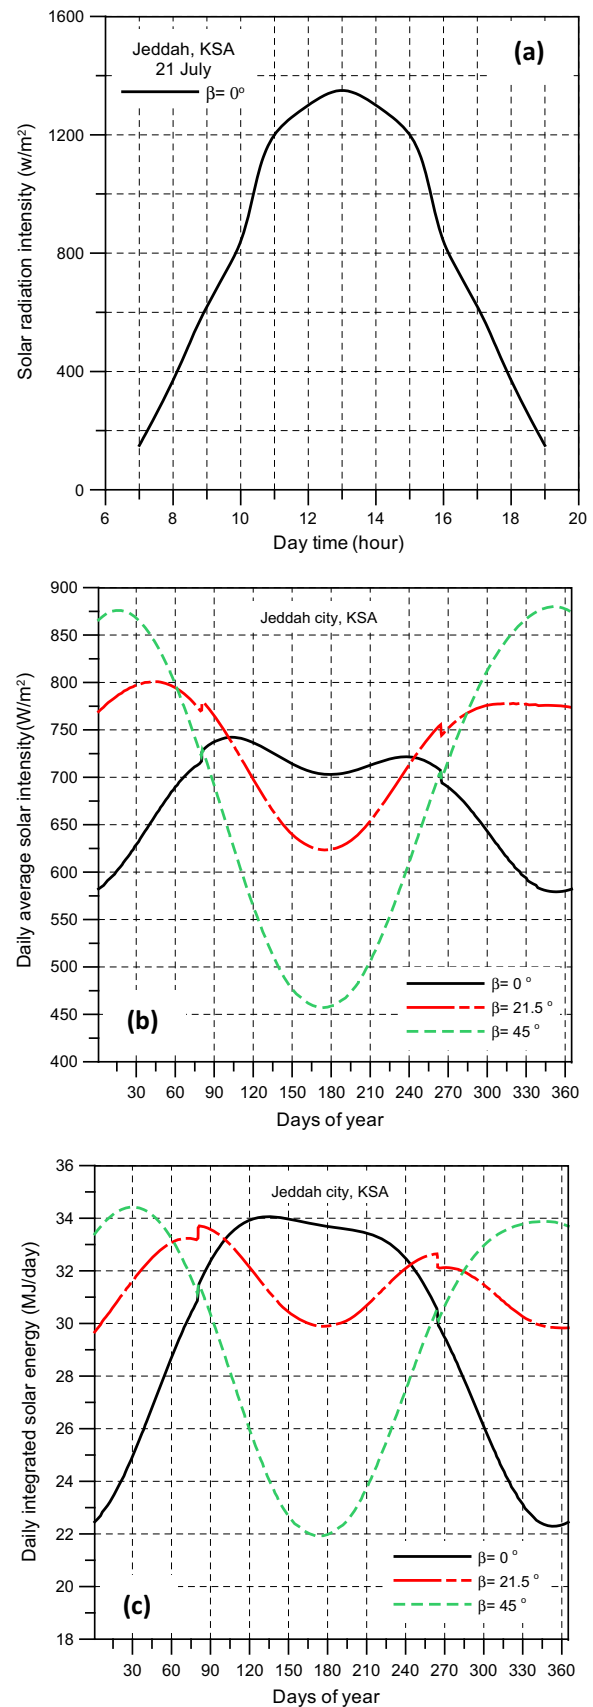 (a)
Jeddah, KSA
21 July
β= 0º
Solar radiation intensity (w/m²)
1600
1200
800
400
0
6 8 10 12 14 16 18 20
Day time (hour)
(b)
Jeddah city, KSA
Daily average solar intensity(W/m²)
900
850
800
750
700
650
600
550
500
450
400
β= 0 º
β= 21.5 º
β= 45 º
30 60 90 120 150 180 210 240 270 300 330 360
Days of year
(c)
Jeddah city, KSA
Daily integrated solar energy (MJ/day)
36
34
32
30
28
26
24
22
20
18
β= 0 º
β= 21.5 º
β= 45 º
30 60 90 120 150 180 210 240 270 300 330 360
Days of year